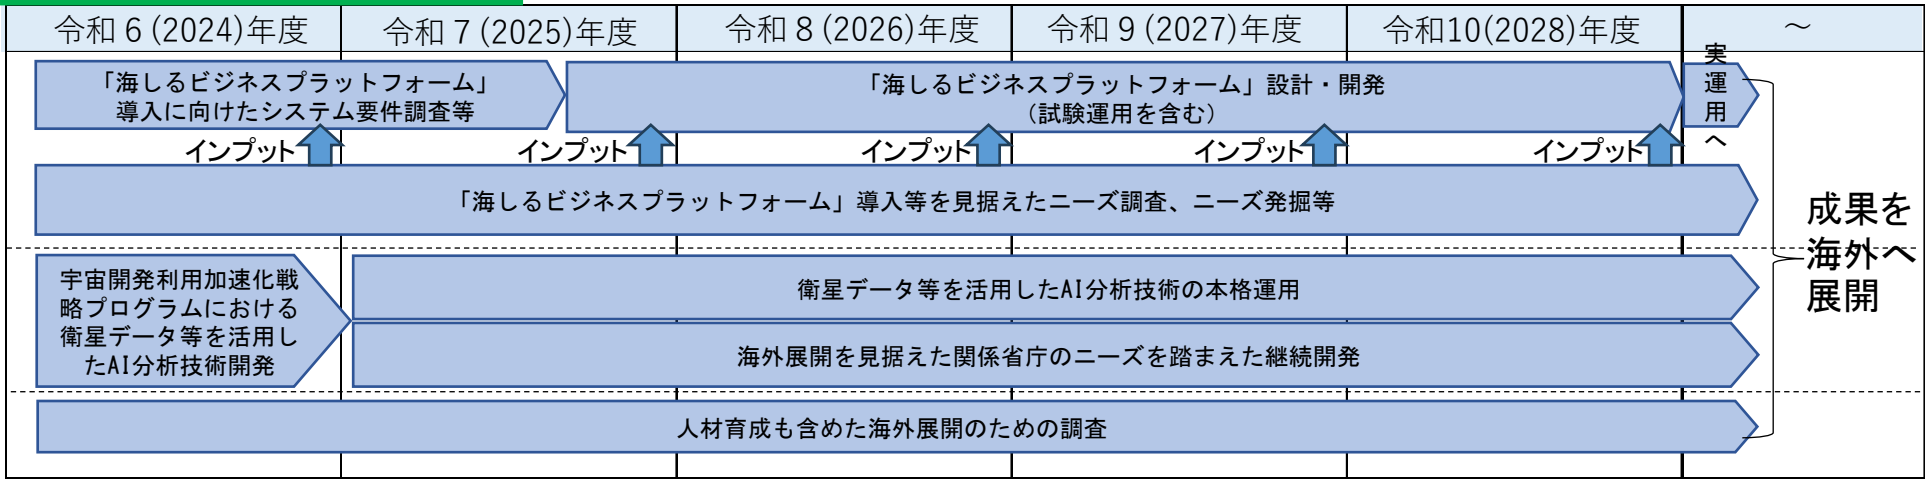 令和６(2024)年度
令和７(2025)年度
令和８(2026)年度
令和９(2027)年度
令和10(2028)年度
～
「海しるビジネスプラットフォーム」
導入に向けたシステム要件調査等
「海しるビジネスプラットフォーム」設計・開発
（試験運用を含む）
実
運
用
へ
インプット
インプット
インプット
インプット
インプット
「海しるビジネスプラットフォーム」導入等を見据えたニーズ調査、ニーズ発掘等
宇宙開発利用加速化戦
略プログラムにおける
衛星データ等を活用し
たAI分析技術開発
衛星データ等を活用したAI分析技術の本格運用
海外展開を見据えた関係省庁のニーズを踏まえた継続開発
人材育成も含めた海外展開のための調査
成果を
海外へ
展開